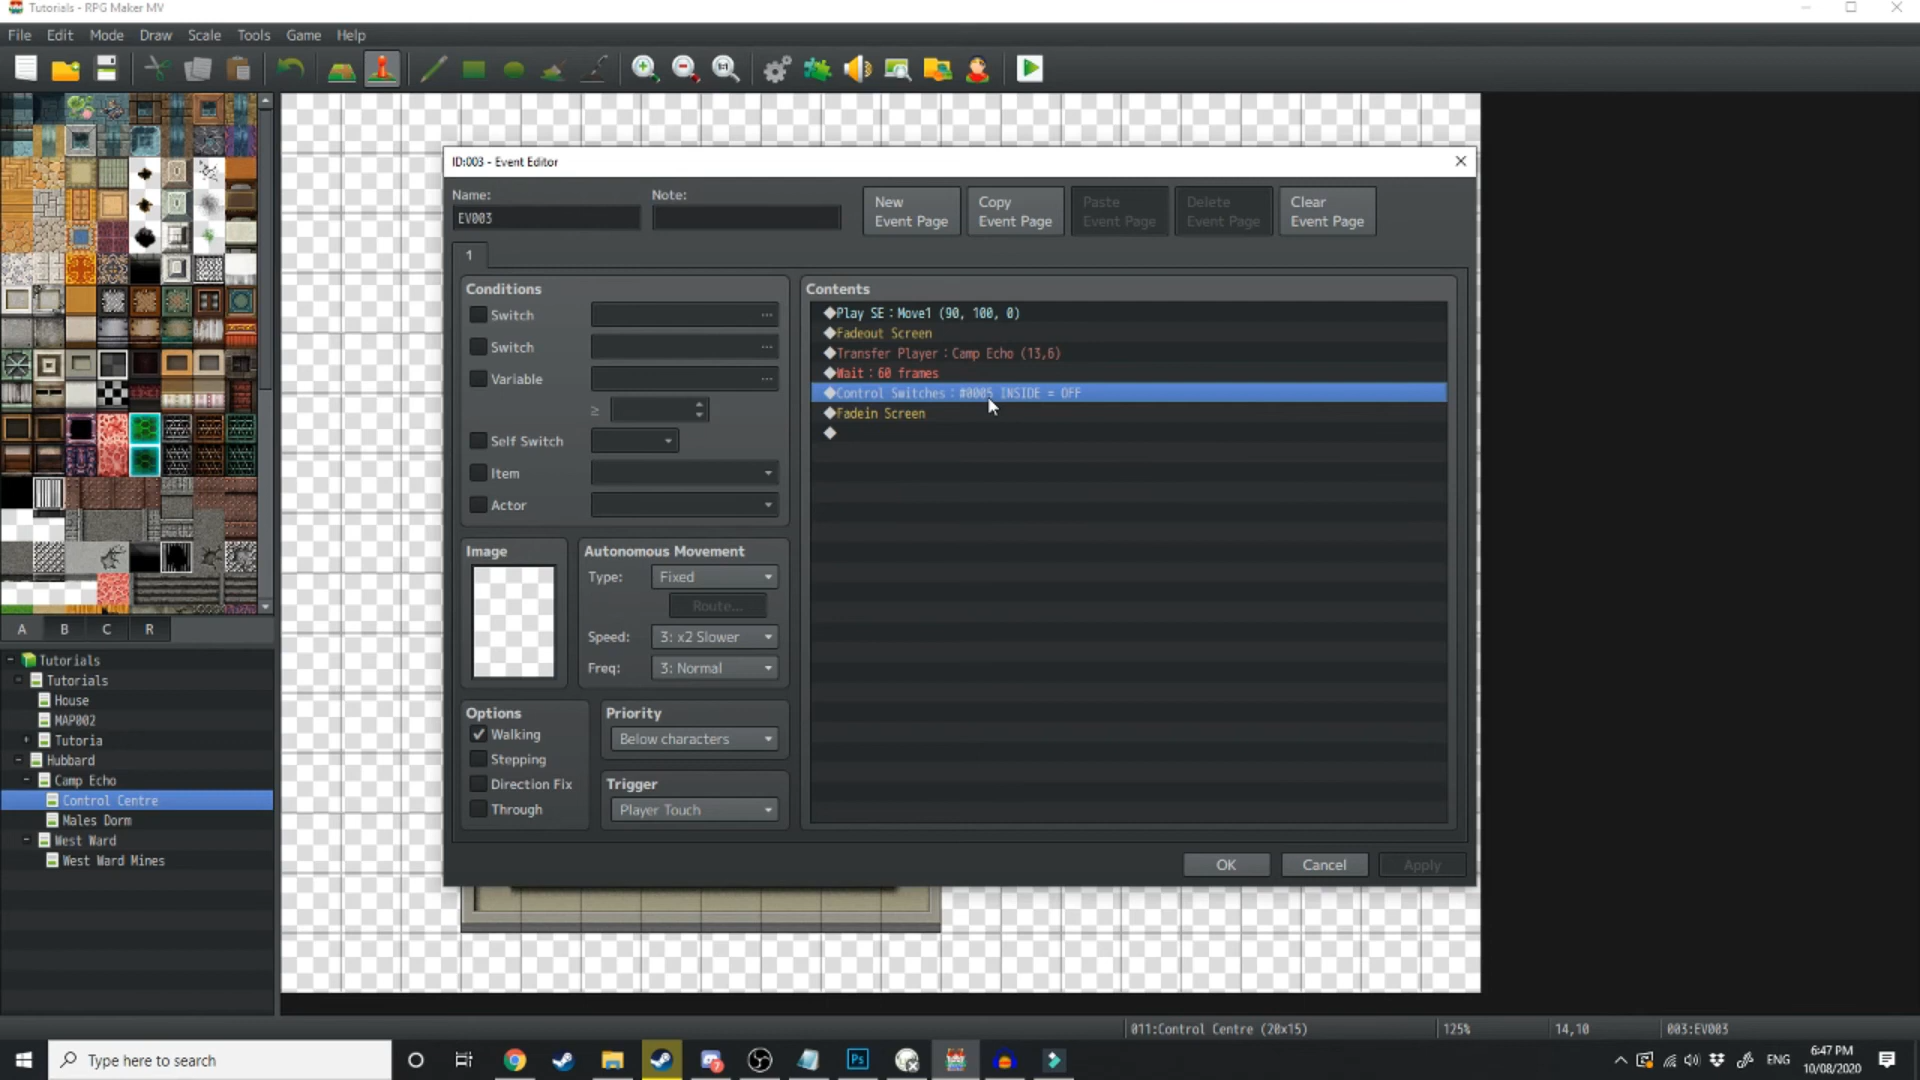 Tutorials - RPG Maker MV
File Edit Mode Draw Scale Tools Game Help
ID:003 - Event Editor
Name:
Note:
EV003
New
Event Page
Copy
Event Page
Paste
Event Page
Delete
Event Page
Clear
Event Page
1
Conditions
Switch ...
Switch ...
Variable ...
≥
Self Switch
Item
Actor
Image
Autonomous Movement
Type: Fixed
Route...
Speed: 3: x2 Slower
Freq: 3: Normal
Options
Walking
Stepping
Direction Fix
Through
Priority
Below characters
Trigger
Player Touch
Contents
◆Play SE : Move1 (90, 100, 0)
◆Fadeout Screen
◆Transfer Player : Camp Echo (13,6)
◆Wait : 60 frames
◆Control Switches : #0005 INSIDE = OFF
◆Fadein Screen
◆
OK Cancel Apply
A B C R
Tutorials
Tutorials
House
MAP002
Tutoria
Hubbard
Camp Echo
Control Centre
Males Dorm
West Ward
West Ward Mines
011:Control Centre (20x15) 125% 14,10 003:EV003
Type here to search
Ps
ENG
6:47 PM
10/08/2020